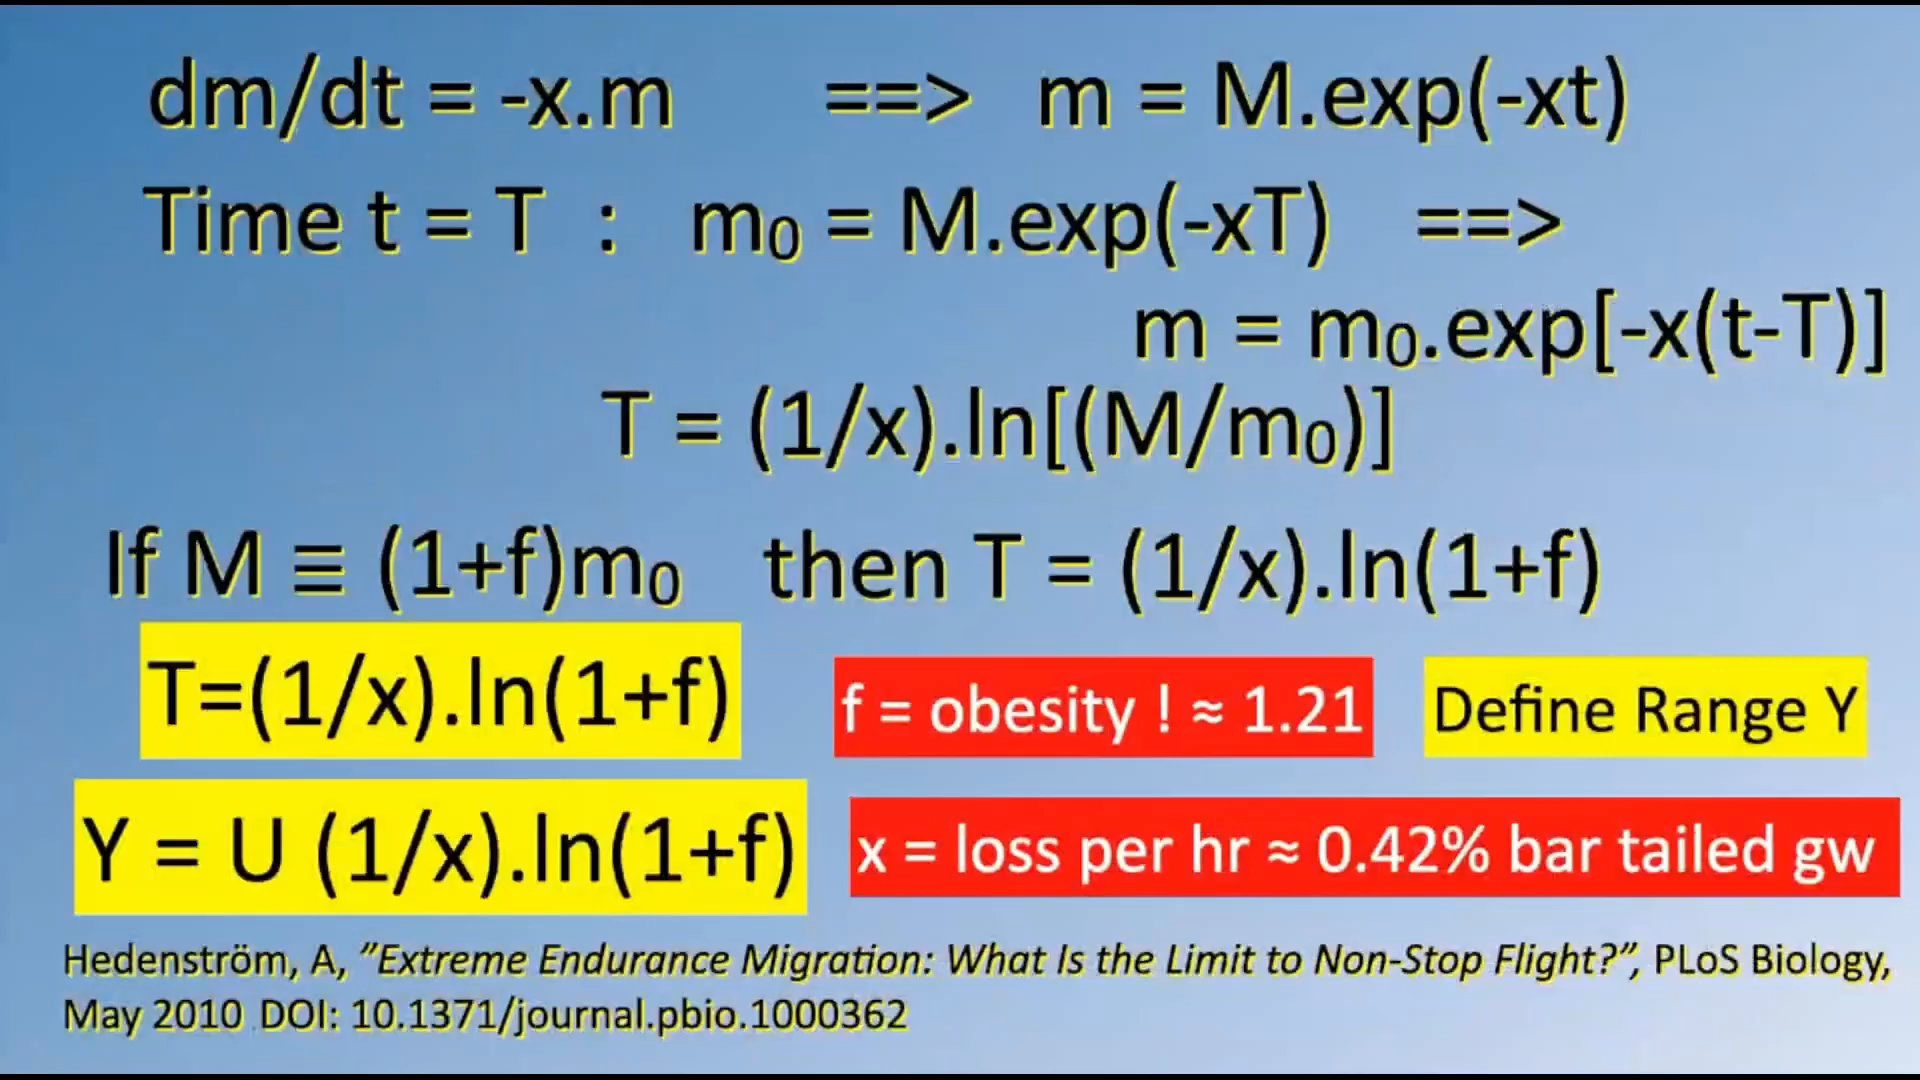 dm/dt = -x.m ==> m = M.exp(-xt)
Time t = T : m₀ = M.exp(-xT) ==>
m = m₀.exp[-x(t-T)]
T = (1/x).ln[(M/m₀)]
If M ≡ (1+f)m₀ then T = (1/x).ln(1+f)
T=(1/x).ln(1+f)
f = obesity ! ≈ 1.21
Define Range Y
Y = U (1/x).ln(1+f)
x = loss per hr ≈ 0.42% bar tailed gw
Hedenström, A, ”Extreme Endurance Migration: What Is the Limit to Non-Stop Flight?”, PLoS Biology,
May 2010 DOI: 10.1371/journal.pbio.1000362